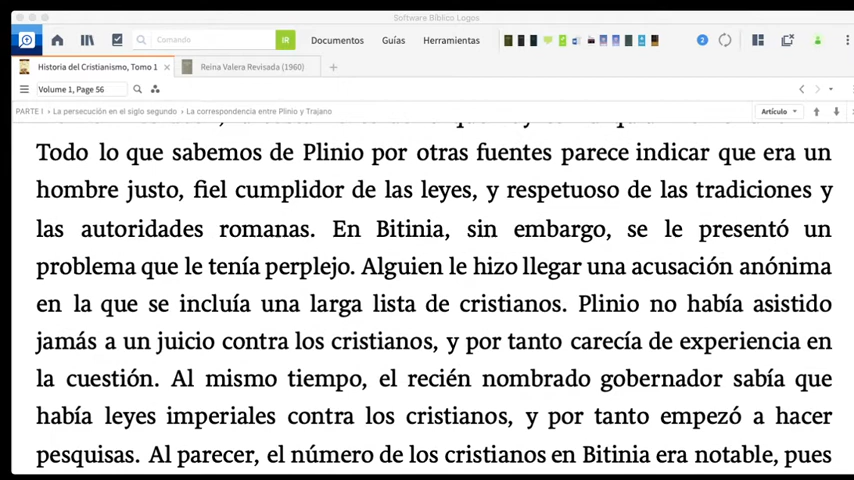 Software Bíblico Logos
Comando
IR
Documentos
Guías
Herramientas
2
Historia del Cristianismo, Tomo 1
Reina Valera Revisada (1960)
Volume 1, Page 56
PARTE I › La persecución en el siglo segundo › La correspondencia entre Plinio y Trajano
Artículo
Todo lo que sabemos de Plinio por otras fuentes parece indicar que era un
hombre justo, fiel cumplidor de las leyes, y respetuoso de las tradiciones y
las autoridades romanas. En Bitinia, sin embargo, se le presentó un
problema que le tenía perplejo. Alguien le hizo llegar una acusación anónima
en la que se incluía una larga lista de cristianos. Plinio no había asistido
jamás a un juicio contra los cristianos, y por tanto carecía de experiencia en
la cuestión. Al mismo tiempo, el recién nombrado gobernador sabía que
había leyes imperiales contra los cristianos, y por tanto empezó a hacer
pesquisas. Al parecer, el número de los cristianos en Bitinia era notable, pues